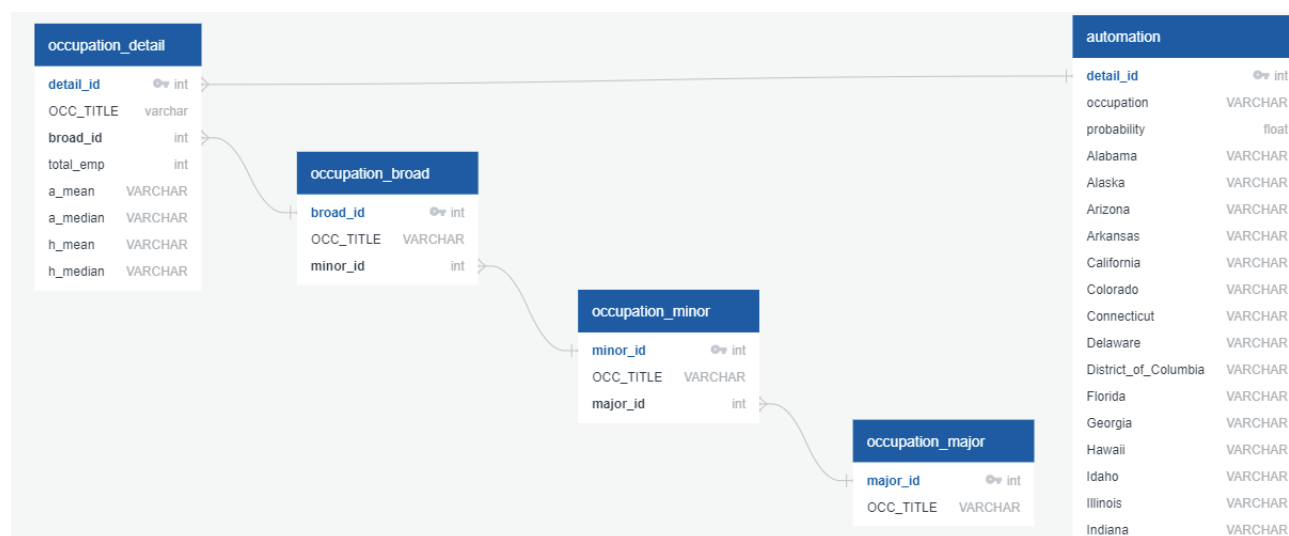 occupation_detail
detail_id int
OCC_TITLE varchar
broad_id int
total_emp int
a_mean VARCHAR
a_median VARCHAR
h_mean VARCHAR
h_median VARCHAR
occupation_broad
broad_id int
OCC_TITLE VARCHAR
minor_id int
occupation_minor
minor_id int
OCC_TITLE VARCHAR
major_id int
occupation_major
major_id int
OCC_TITLE VARCHAR
automation
detail_id int
occupation VARCHAR
probability float
Alabama VARCHAR
Alaska VARCHAR
Arizona VARCHAR
Arkansas VARCHAR
California VARCHAR
Colorado VARCHAR
Connecticut VARCHAR
Delaware VARCHAR
District_of_Columbia VARCHAR
Florida VARCHAR
Georgia VARCHAR
Hawaii VARCHAR
Idaho VARCHAR
Illinois VARCHAR
Indiana VARCHAR